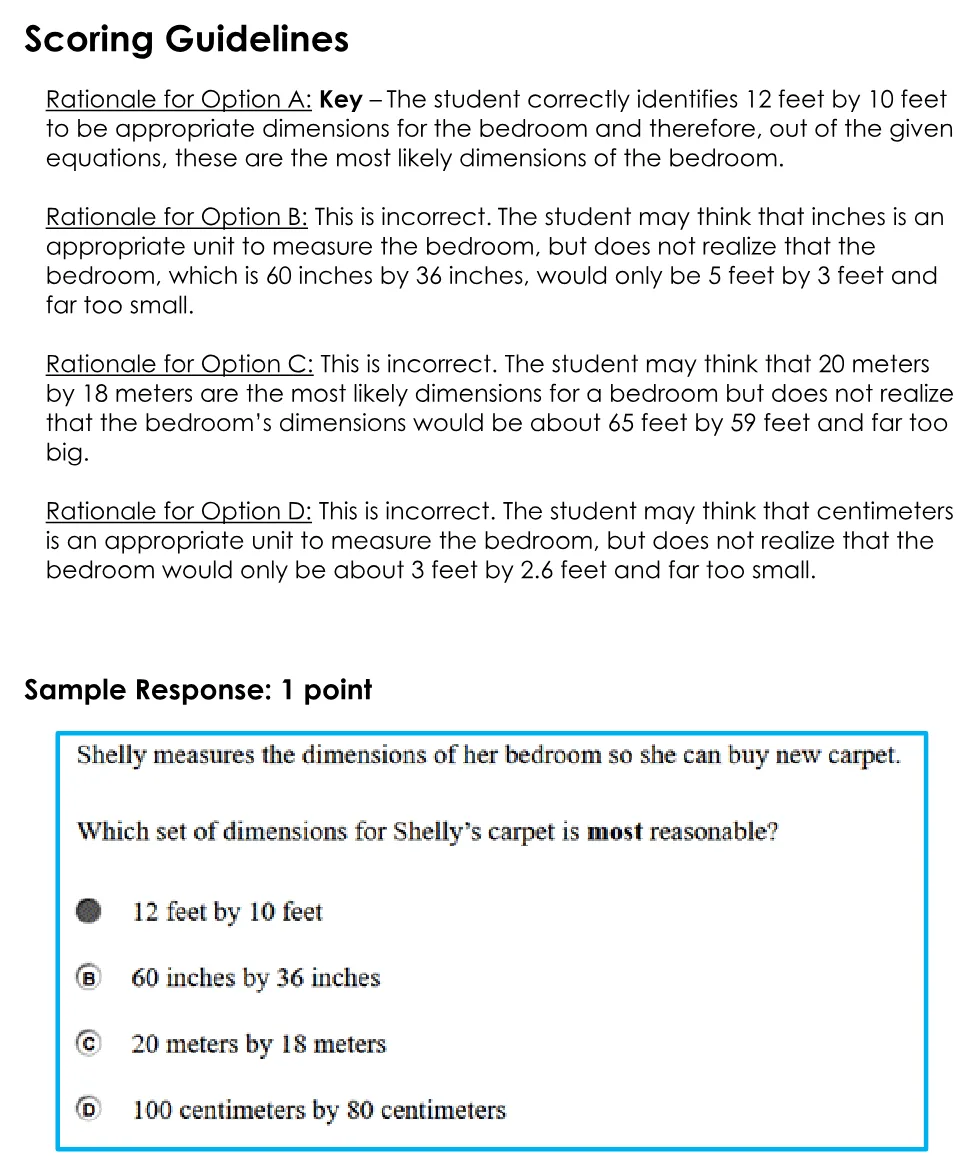 Scoring Guidelines
Rationale for Option A: Key – The student correctly identifies 12 feet by 10 feet
to be appropriate dimensions for the bedroom and therefore, out of the given
equations, these are the most likely dimensions of the bedroom.
Rationale for Option B: This is incorrect. The student may think that inches is an
appropriate unit to measure the bedroom, but does not realize that the
bedroom, which is 60 inches by 36 inches, would only be 5 feet by 3 feet and
far too small.
Rationale for Option C: This is incorrect. The student may think that 20 meters
by 18 meters are the most likely dimensions for a bedroom but does not realize
that the bedroom’s dimensions would be about 65 feet by 59 feet and far too
big.
Rationale for Option D: This is incorrect. The student may think that centimeters
is an appropriate unit to measure the bedroom, but does not realize that the
bedroom would only be about 3 feet by 2.6 feet and far too small.
Sample Response: 1 point
Shelly measures the dimensions of her bedroom so she can buy new carpet.
Which set of dimensions for Shelly’s carpet is most reasonable?
12 feet by 10 feet
B 60 inches by 36 inches
C 20 meters by 18 meters
D 100 centimeters by 80 centimeters